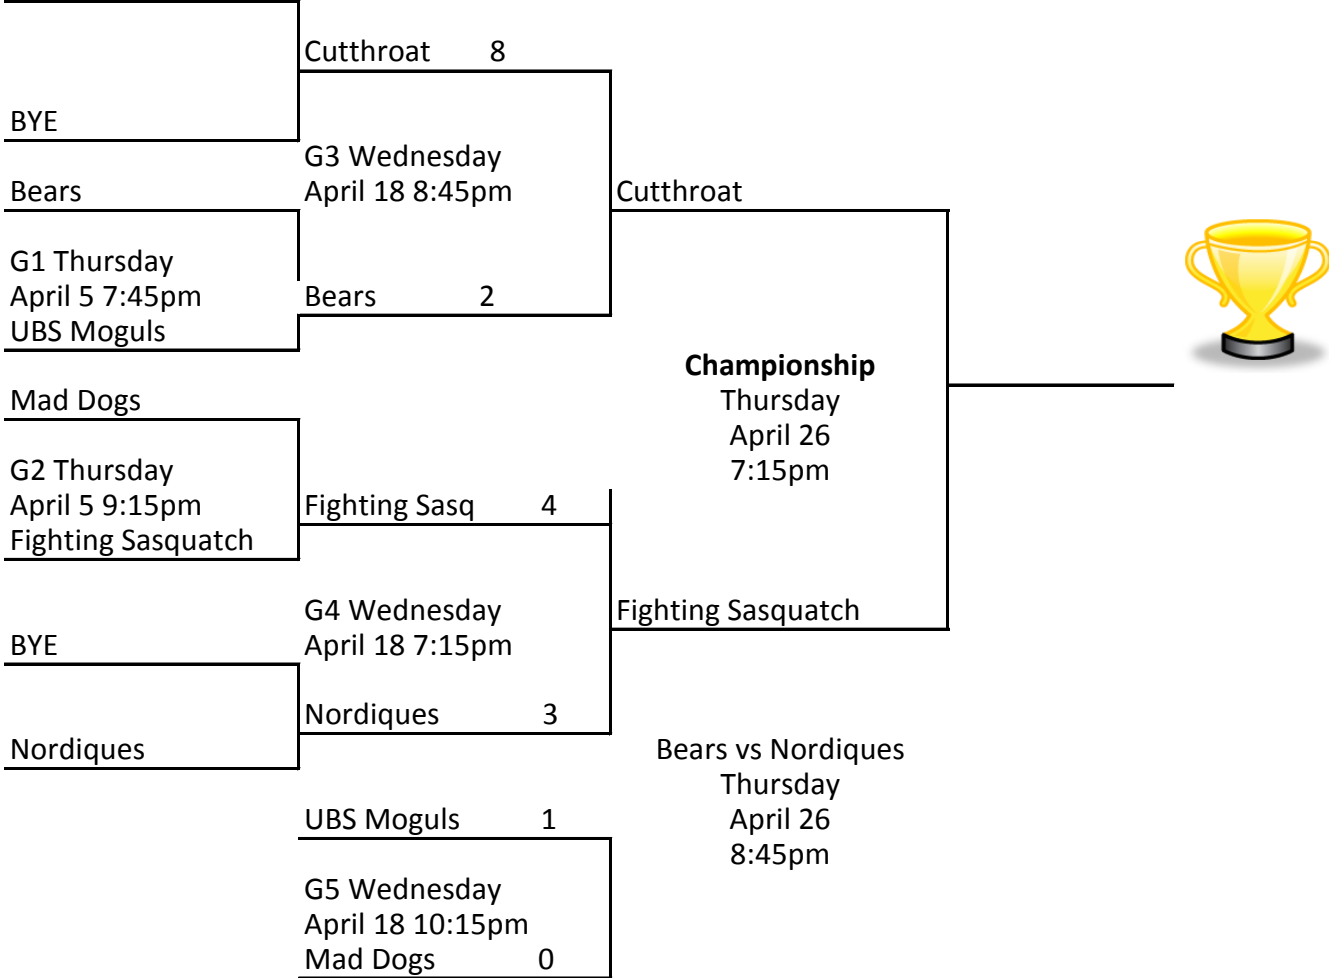 Cutthroat 8
BYE
G3 Wednesday
April 18 8:45pm
Bears
Cutthroat
G1 Thursday
April 5 7:45pm
UBS Moguls
Bears 2
Championship
Thursday
April 26
7:15pm
Mad Dogs
G2 Thursday
April 5 9:15pm
Fighting Sasquatch
Fighting Sasq 4
G4 Wednesday
April 18 7:15pm
Fighting Sasquatch
BYE
Nordiques 3
Nordiques
Bears vs Nordiques
Thursday
April 26
8:45pm
UBS Moguls 1
G5 Wednesday
April 18 10:15pm
Mad Dogs 0